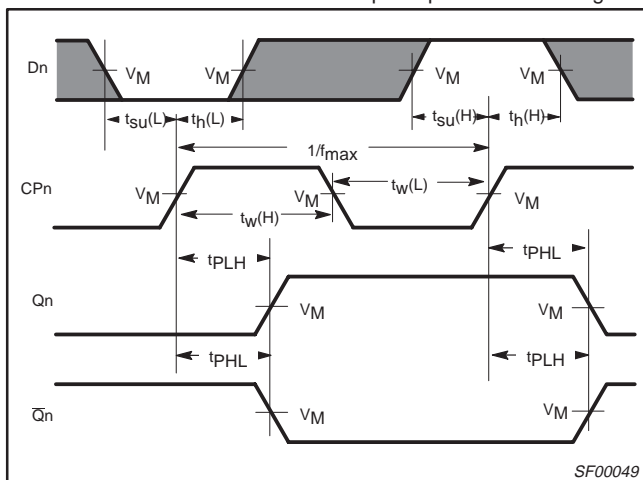 Dn VM VM VM VM
tsu(L) th(L) tsu(H) th(H)
1/fmax
CPn VM VM tw(L) VM
tw(H)
tPLH tPHL
Qn VM VM
tPHL tPLH
Q̅n VM VM
SF00049